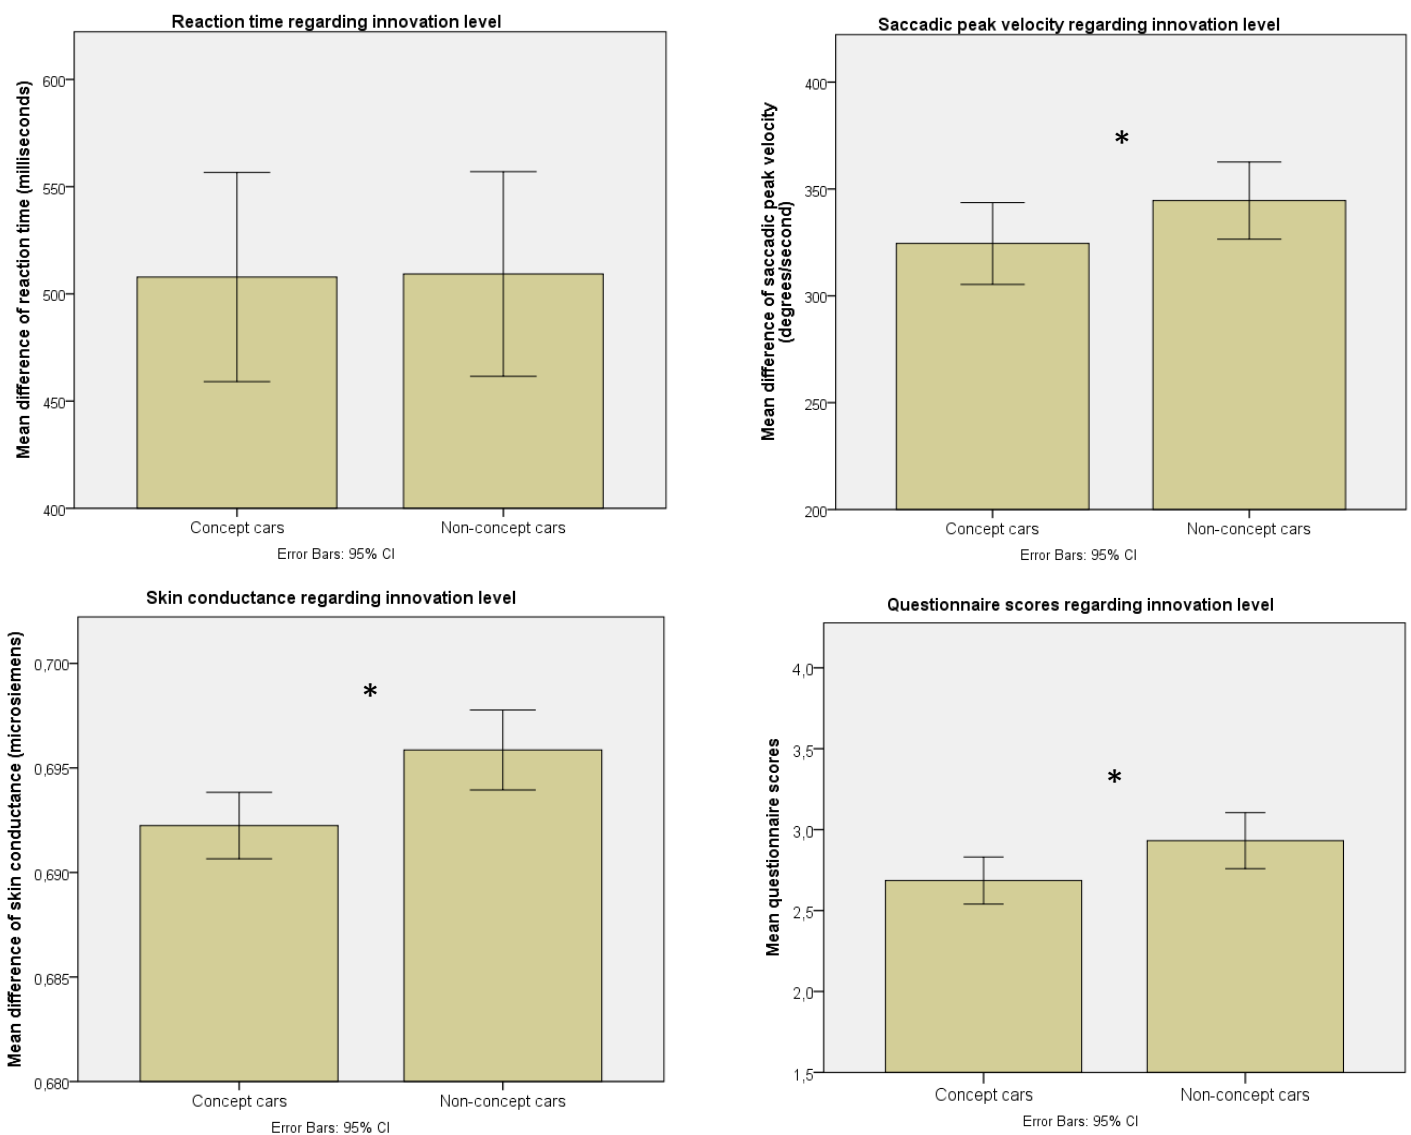 Reaction time regarding innovation level
Mean difference of reaction time (milliseconds)
600
550
500
450
400
Concept cars
Non-concept cars
Error Bars: 95% CI
Saccadic peak velocity regarding innovation level
Mean difference of saccadic peak velocity
(degrees/second)
400
350
300
250
200
*
Concept cars
Non-concept cars
Error Bars: 95% CI
Skin conductance regarding innovation level
Mean difference of skin conductance (microsiemens)
0,700
0,695
0,690
0,685
0,680
*
Concept cars
Non-concept cars
Error Bars: 95% CI
Questionnaire scores regarding innovation level
Mean questionnaire scores
4,0
3,5
3,0
2,5
2,0
1,5
*
Concept cars
Non-concept cars
Error Bars: 95% CI